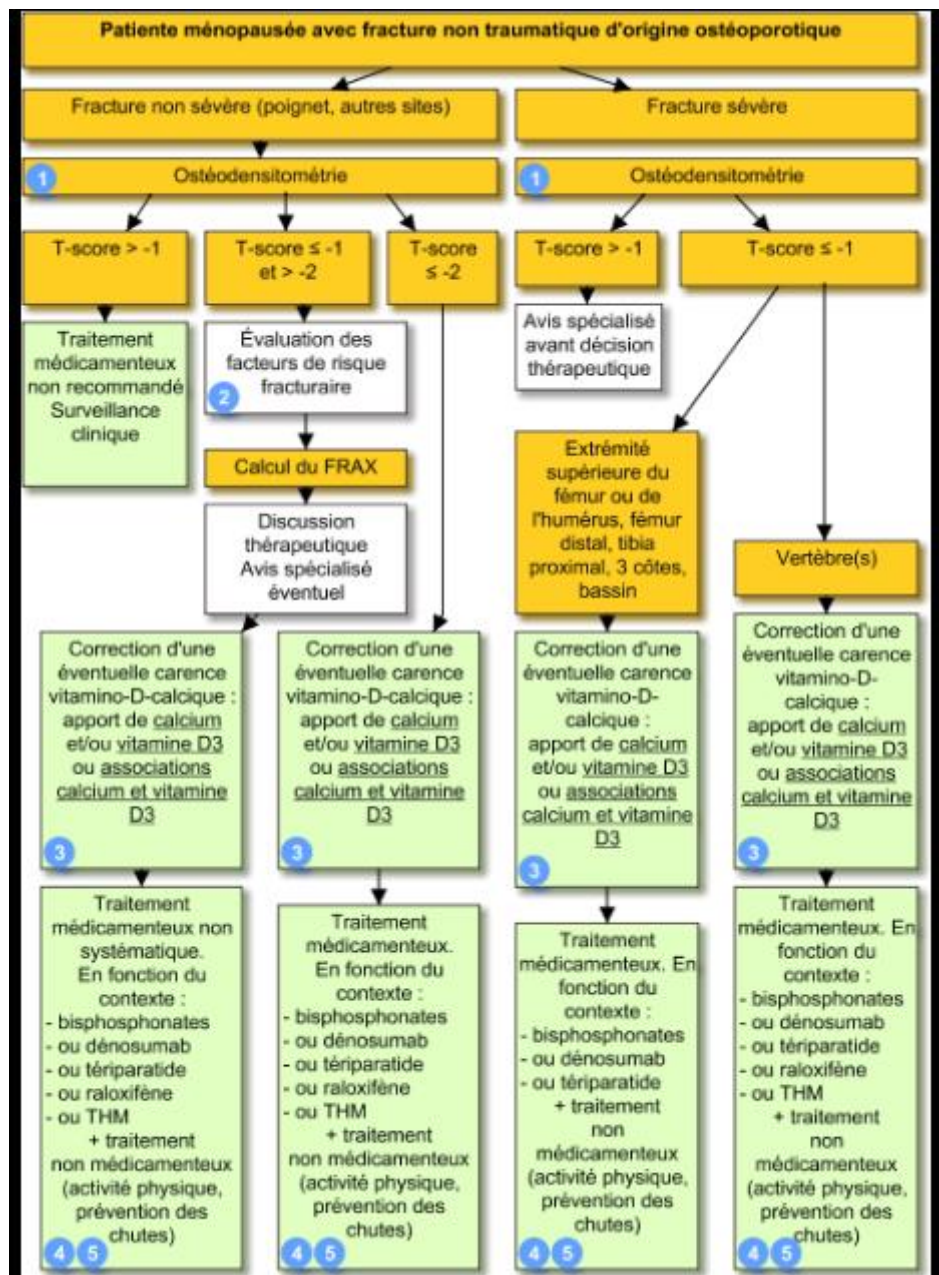 Patiente ménopausée avec fracture non traumatique d'origine ostéoporotique
Fracture non sévère (poignet, autres sites)
Fracture sévère
1
Ostéodensitométrie
1
Ostéodensitométrie
T-score > -1
T-score ≤ -1
et > -2
T-score
≤ -2
T-score > -1
T-score ≤ -1
Traitement
médicamenteux
non recommandé
Surveillance
clinique
Évaluation des
facteurs de risque
fracturaire
2
Avis spécialisé
avant décision
thérapeutique
Calcul du FRAX
Discussion
thérapeutique
Avis spécialisé
éventuel
Extrémité
supérieure du
fémur ou de
l'humérus, fémur
distal, tibia
proximal, 3 côtes,
bassin
Vertèbre(s)
Correction d'une
éventuelle carence
vitamino-D-calcique :
apport de calcium
et/ou vitamine D3
ou associations
calcium et vitamine
D3
3
Correction d'une
éventuelle carence
vitamino-D-calcique :
apport de calcium
et/ou vitamine D3
ou associations
calcium et vitamine
D3
3
Correction d'une
éventuelle carence
vitamino-D-
calcique :
apport de calcium
et/ou vitamine D3
ou associations
calcium et vitamine
D3
3
Correction d'une
éventuelle carence
vitamino-D-
calcique :
apport de calcium
et/ou vitamine D3
ou associations
calcium et vitamine
D3
3
Traitement
médicamenteux non
systématique.
En fonction du
contexte :
- bisphosphonates
- ou dénosumab
- ou tériparatide
- ou raloxifène
- ou THM
+ traitement
non médicamenteux
(activité physique,
prévention des
chutes)
4 5
Traitement
médicamenteux.
En fonction du
contexte :
- bisphosphonates
- ou dénosumab
- ou tériparatide
- ou raloxifène
- ou THM
+ traitement
non médicamenteux
(activité physique,
prévention des
chutes)
4 5
Traitement
médicamenteux. En
fonction du
contexte :
- bisphosphonates
- ou dénosumab
- ou tériparatide
+ traitement
non
médicamenteux
(activité physique,
prévention des
chutes)
4 5
Traitement
médicamenteux. En
fonction du
contexte :
- bisphosphonates
- ou dénosumab
- ou tériparatide
- ou raloxifène
- ou THM
+ traitement
non
médicamenteux
(activité physique,
prévention des
chutes)
4 5